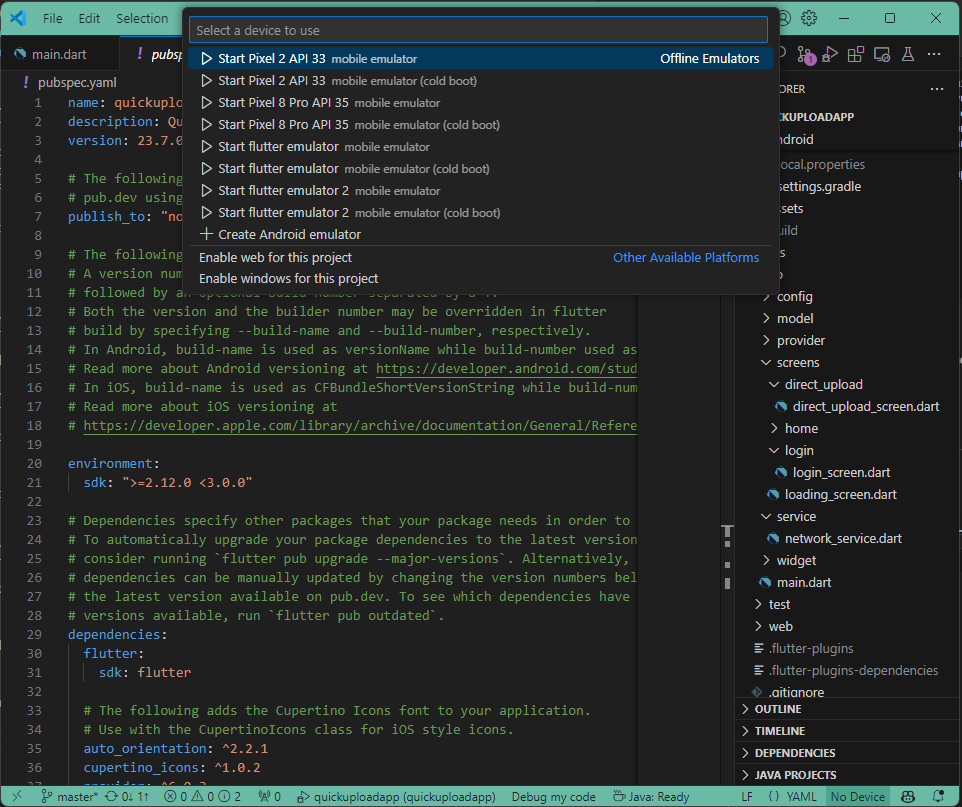 File Edit Selection
Select a device to use
main.dart
! pubsp
Start Pixel 2 API 33 mobile emulator Offline Emulators
Start Pixel 2 API 33 mobile emulator (cold boot)
Start Pixel 8 Pro API 35 mobile emulator
Start Pixel 8 Pro API 35 mobile emulator (cold boot)
Start flutter emulator mobile emulator
Start flutter emulator mobile emulator (cold boot)
Start flutter emulator 2 mobile emulator
Start flutter emulator 2 mobile emulator (cold boot)
Create Android emulator
Enable web for this project Other Available Platforms
Enable windows for this project
! pubspec.yaml
1 name: quickuplo
2 description: Qu
3 version: 23.7.0
4
5 # The following
6 # pub.dev using
7 publish_to: "no
8
9 # The following
10 # A version num
11 # followed by an optional build number separated by a +.
12 # Both the version and the builder number may be overridden in flutter
13 # build by specifying --build-name and --build-number, respectively.
14 # In Android, build-name is used as versionName while build-number used as
15 # Read more about Android versioning at https://developer.android.com/stud
16 # In iOS, build-name is used as CFBundleShortVersionString while build-num
17 # Read more about iOS versioning at
18 # https://developer.apple.com/library/archive/documentation/General/Refere
19
20 environment:
21 sdk: ">=2.12.0 <3.0.0"
22
23 # Dependencies specify other packages that your package needs in order to
24 # To automatically upgrade your package dependencies to the latest version
25 # consider running `flutter pub upgrade --major-versions`. Alternatively,
26 # dependencies can be manually updated by changing the version numbers bel
27 # the latest version available on pub.dev. To see which dependencies have
28 # versions available, run `flutter pub outdated`.
29 dependencies:
30 flutter:
31 sdk: flutter
32
33 # The following adds the Cupertino Icons font to your application.
34 # Use with the CupertinoIcons class for iOS style icons.
35 auto_orientation: ^2.2.1
36 cupertino_icons: ^1.0.2
37
1
ORER
CKUPLOADAPP
ndroid
ocal.properties
settings.gradle
sets
uild
s
config
model
provider
screens
direct_upload
direct_upload_screen.dart
home
login
login_screen.dart
loading_screen.dart
service
network_service.dart
widget
main.dart
test
web
.flutter-plugins
.flutter-plugins-dependencies
.gitignore
OUTLINE
TIMELINE
DEPENDENCIES
JAVA PROJECTS
master* 0↓ 1↑ 0 0 2 0 quickuploadapp (quickuploadapp) Debug my code Java: Ready LF {} YAML No Device